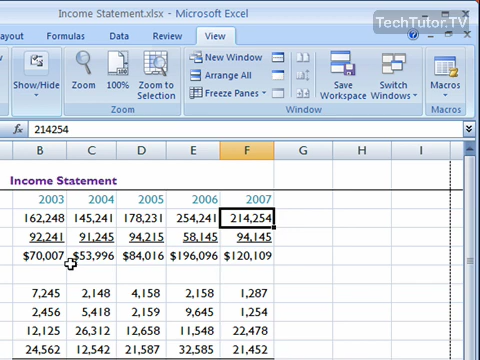 Income Statement.xlsx - Microsoft Excel
TechTutor.TV
ayout Formulas Data Review View
Show/Hide
Zoom
100%
Zoom to
Selection
New Window
Arrange All
Freeze Panes
Save
Workspace
Switch
Windows
Macros
Zoom Window Macros
fx 214254
B C D E F G H I
Income Statement
2003 2004 2005 2006 2007
162,248 145,241 178,231 254,241 214,254
92,241 91,245 94,215 58,145 94,145
$70,007 $53,996 $84,016 $196,096 $120,109
7,245 2,148 4,158 2,158 1,287
2,456 5,418 2,159 9,645 1,254
12,125 26,312 12,658 11,548 22,478
24,562 12,542 21,587 32,585 21,452